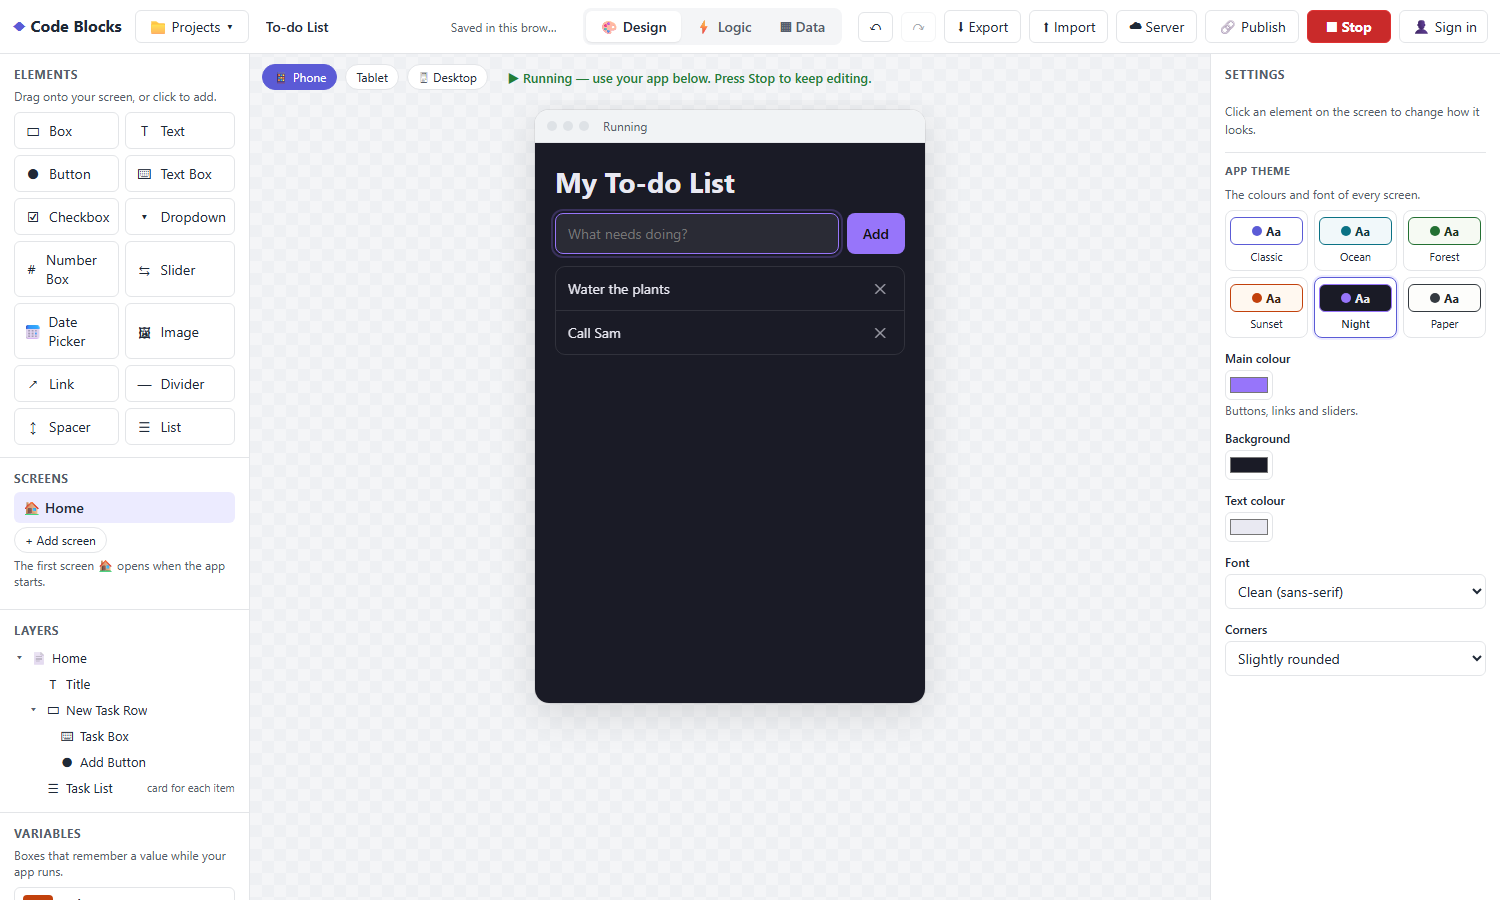 Code Blocks
Projects
To-do List
Saved in this brow...
Design
Logic
Data
Export
Import
Server
Publish
Stop
Sign in
ELEMENTS
Drag onto your screen, or click to add.
Box
T Text
Button
Text Box
Checkbox
Dropdown
# Number Box
Slider
Date Picker
Image
Link
Divider
Spacer
List
SCREENS
Home
+ Add screen
The first screen 🏠 opens when the app
starts.
LAYERS
Home
T Title
New Task Row
Task Box
Add Button
Task List card for each item
VARIABLES
Boxes that remember a value while your
app runs.
Phone
Tablet
Desktop
Running — use your app below. Press Stop to keep editing.
Running
My To-do List
What needs doing?
Add
Water the plants
Call Sam
SETTINGS
Click an element on the screen to change how it
looks.
APP THEME
The colours and font of every screen.
Aa
Aa
Aa
Classic
Ocean
Forest
Aa
Aa
Aa
Sunset
Night
Paper
Main colour
Buttons, links and sliders.
Background
Text colour
Font
Clean (sans-serif)
Corners
Slightly rounded